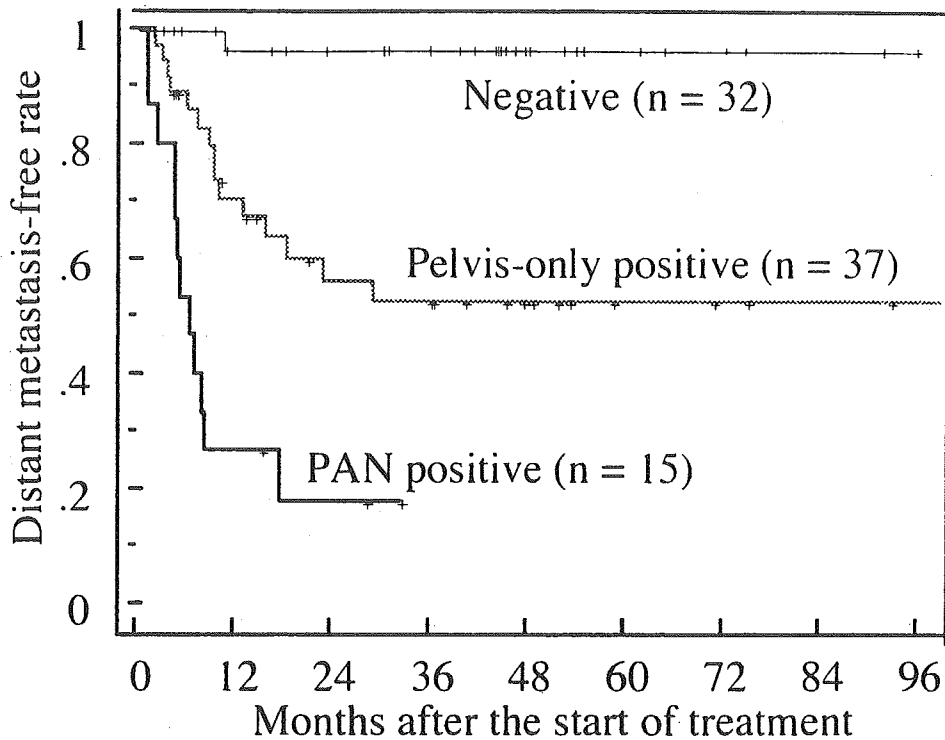 Distant metastasis-free rate
1
.8
.6
.4
.2
0
Negative (n = 32)
Pelvis-only positive (n = 37)
PAN positive (n = 15)
0 12 24 36 48 60 72 84 96
Months after the start of treatment